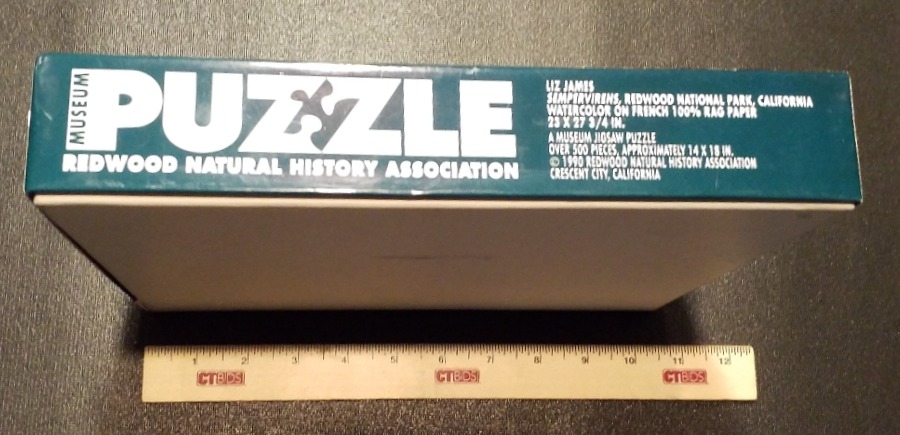 MUSEUM
PUZZLE
REDWOOD NATURAL HISTORY ASSOCIATION
LIZ JAMES
SEMPERVIRENS, REDWOOD NATIONAL PARK, CALIFORNIA
WATERCOLOR ON FRENCH 100% RAG PAPER
23 X 27 3/4 IN.
A MUSEUM JIGSAW PUZZLE
OVER 500 PIECES, APPROXIMATELY 14 X 18 IN.
© 1990 REDWOOD NATURAL HISTORY ASSOCIATION
CRESCENT CITY, CALIFORNIA
1 2 3 4 5 6 7 8 9 10 11 12
CTBIDS CTBIDS CTBIDS